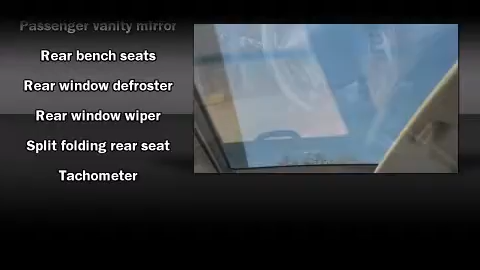 Passenger vanity mirror
Rear bench seats
Rear window defroster
Rear window wiper
Split folding rear seat
Tachometer